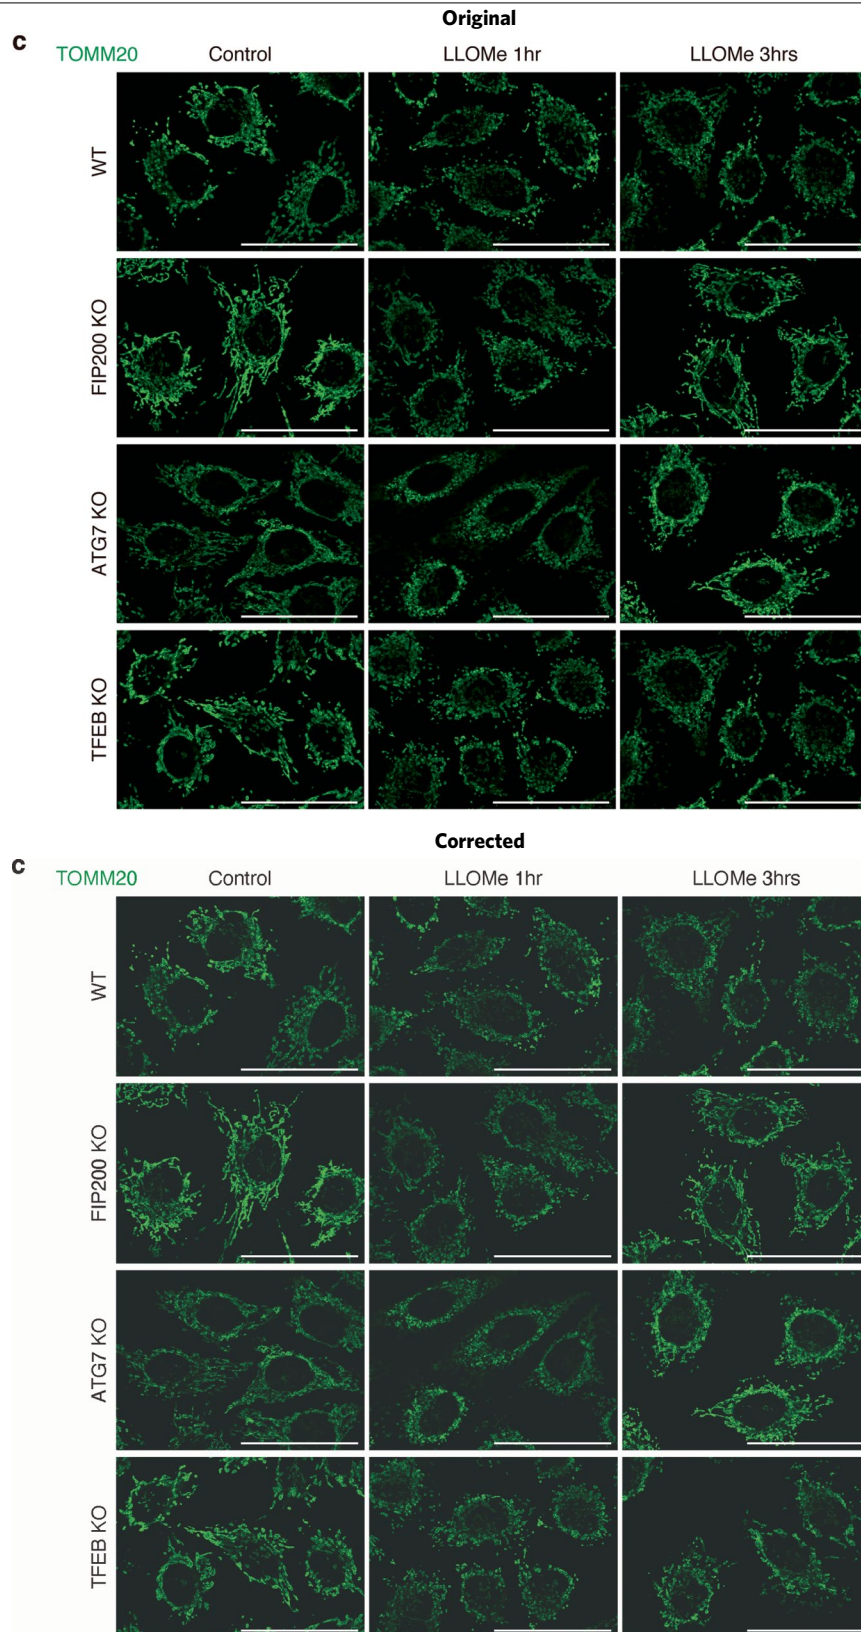 Original
c
TOMM20 Control LLOMe 1hr LLOMe 3hrs
WT
FIP200 KO
ATG7 KO
TFEB KO
Corrected
c
TOMM20 Control LLOMe 1hr LLOMe 3hrs
WT
FIP200 KO
ATG7 KO
TFEB KO